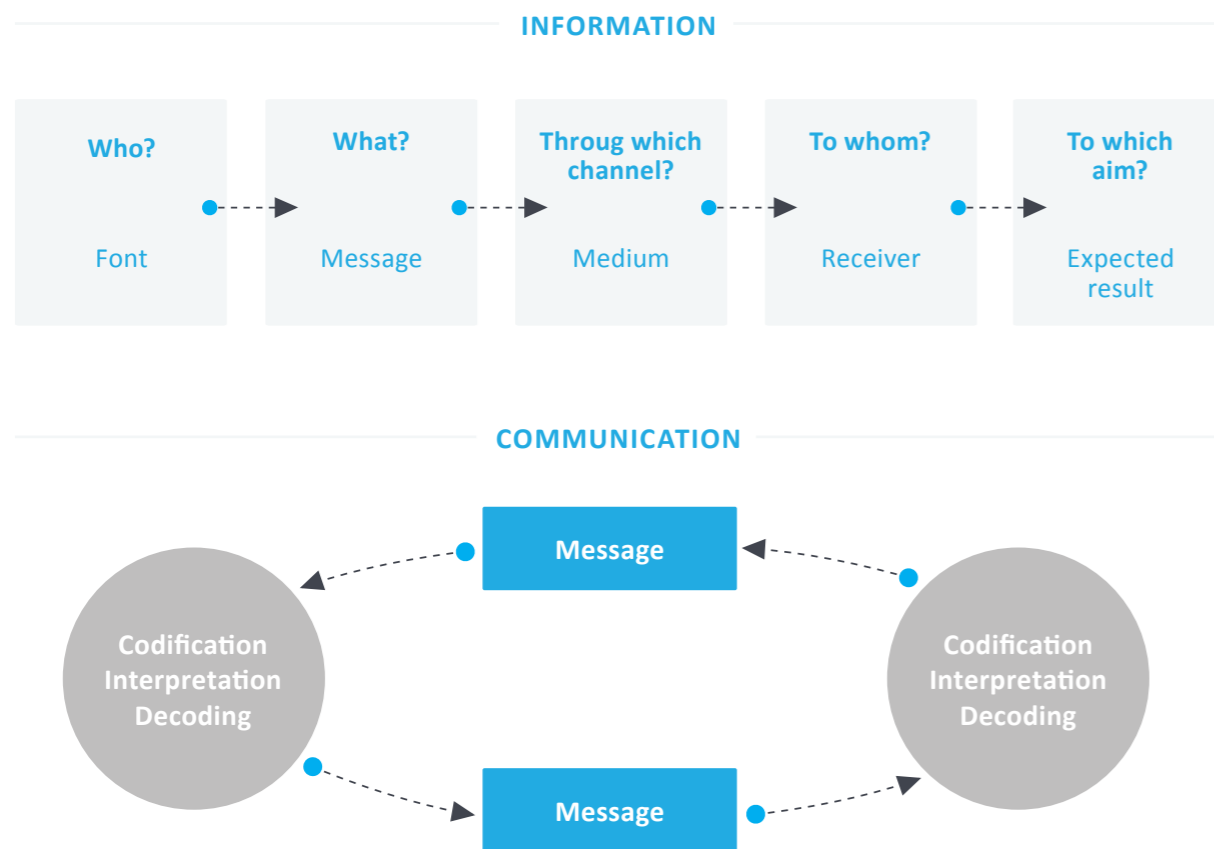 INFORMATION
Who?
Font
What?
Message
Throug which
channel?
Medium
To whom?
Receiver
To which
aim?
Expected
result
COMMUNICATION
Message
Codification
Interpretation
Decoding
Codification
Interpretation
Decoding
Message